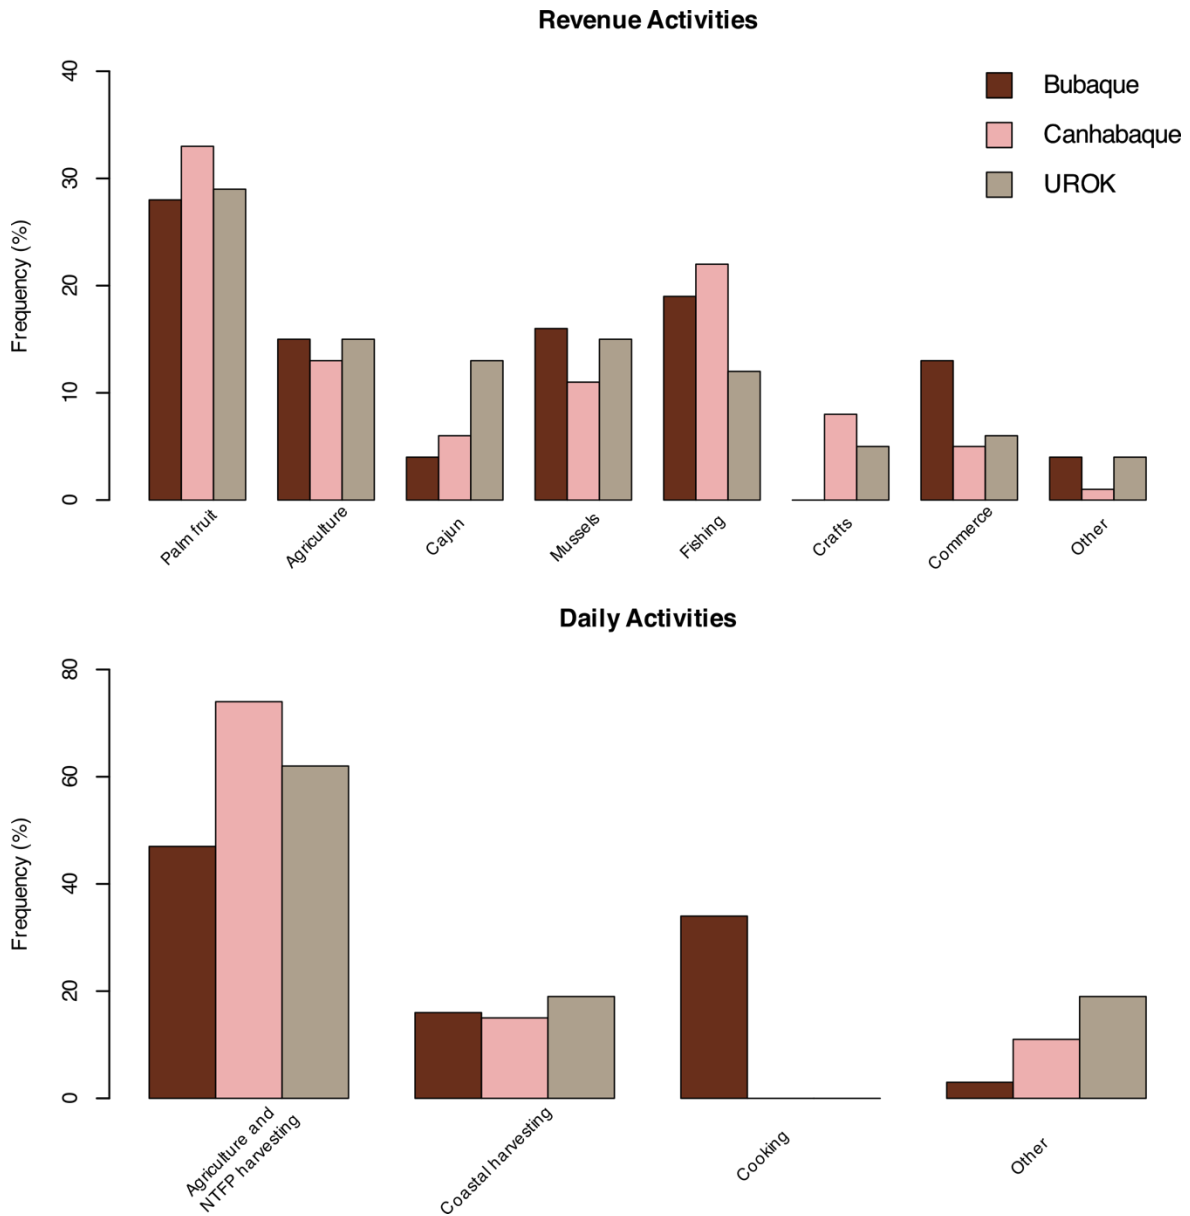 Revenue Activities
Frequency (%)
40
30
20
10
0
Bubaque
Canhabaque
UROK
Palm fruit
Agriculture
Cajun
Mussels
Fishing
Crafts
Commerce
Other
Daily Activities
Frequency (%)
80
60
40
20
0
Agriculture and
NTFP harvesting
Coastal harvesting
Cooking
Other